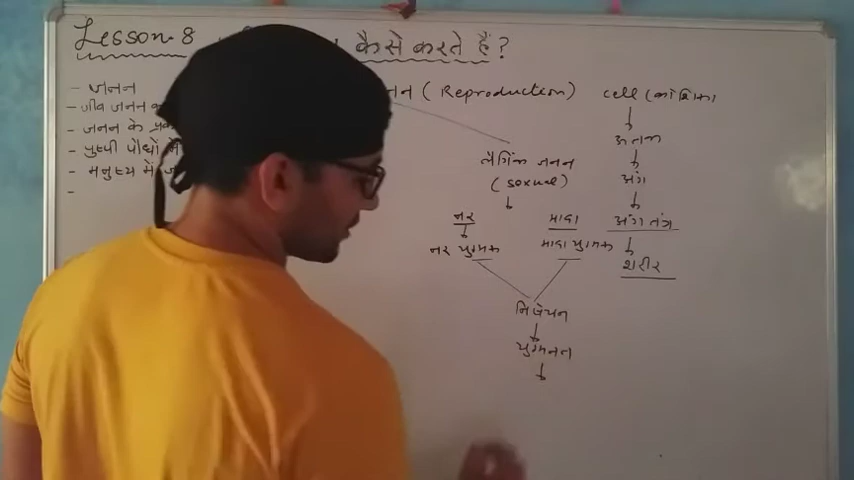 Lesson-8 कैसे करते हैं?
- जनन
- जीव जनन
- जनन के
- पुष्पी पौधों में
- मनुष्य में
-
(Reproduction)
लैंगिक जनन
(sexual)
नर मादा
नर युग्मक मादा युग्मक
निषेचन
युग्मनज
cell (कोशिका)
ऊतक
अंग
अंग तंत्र
शरीर